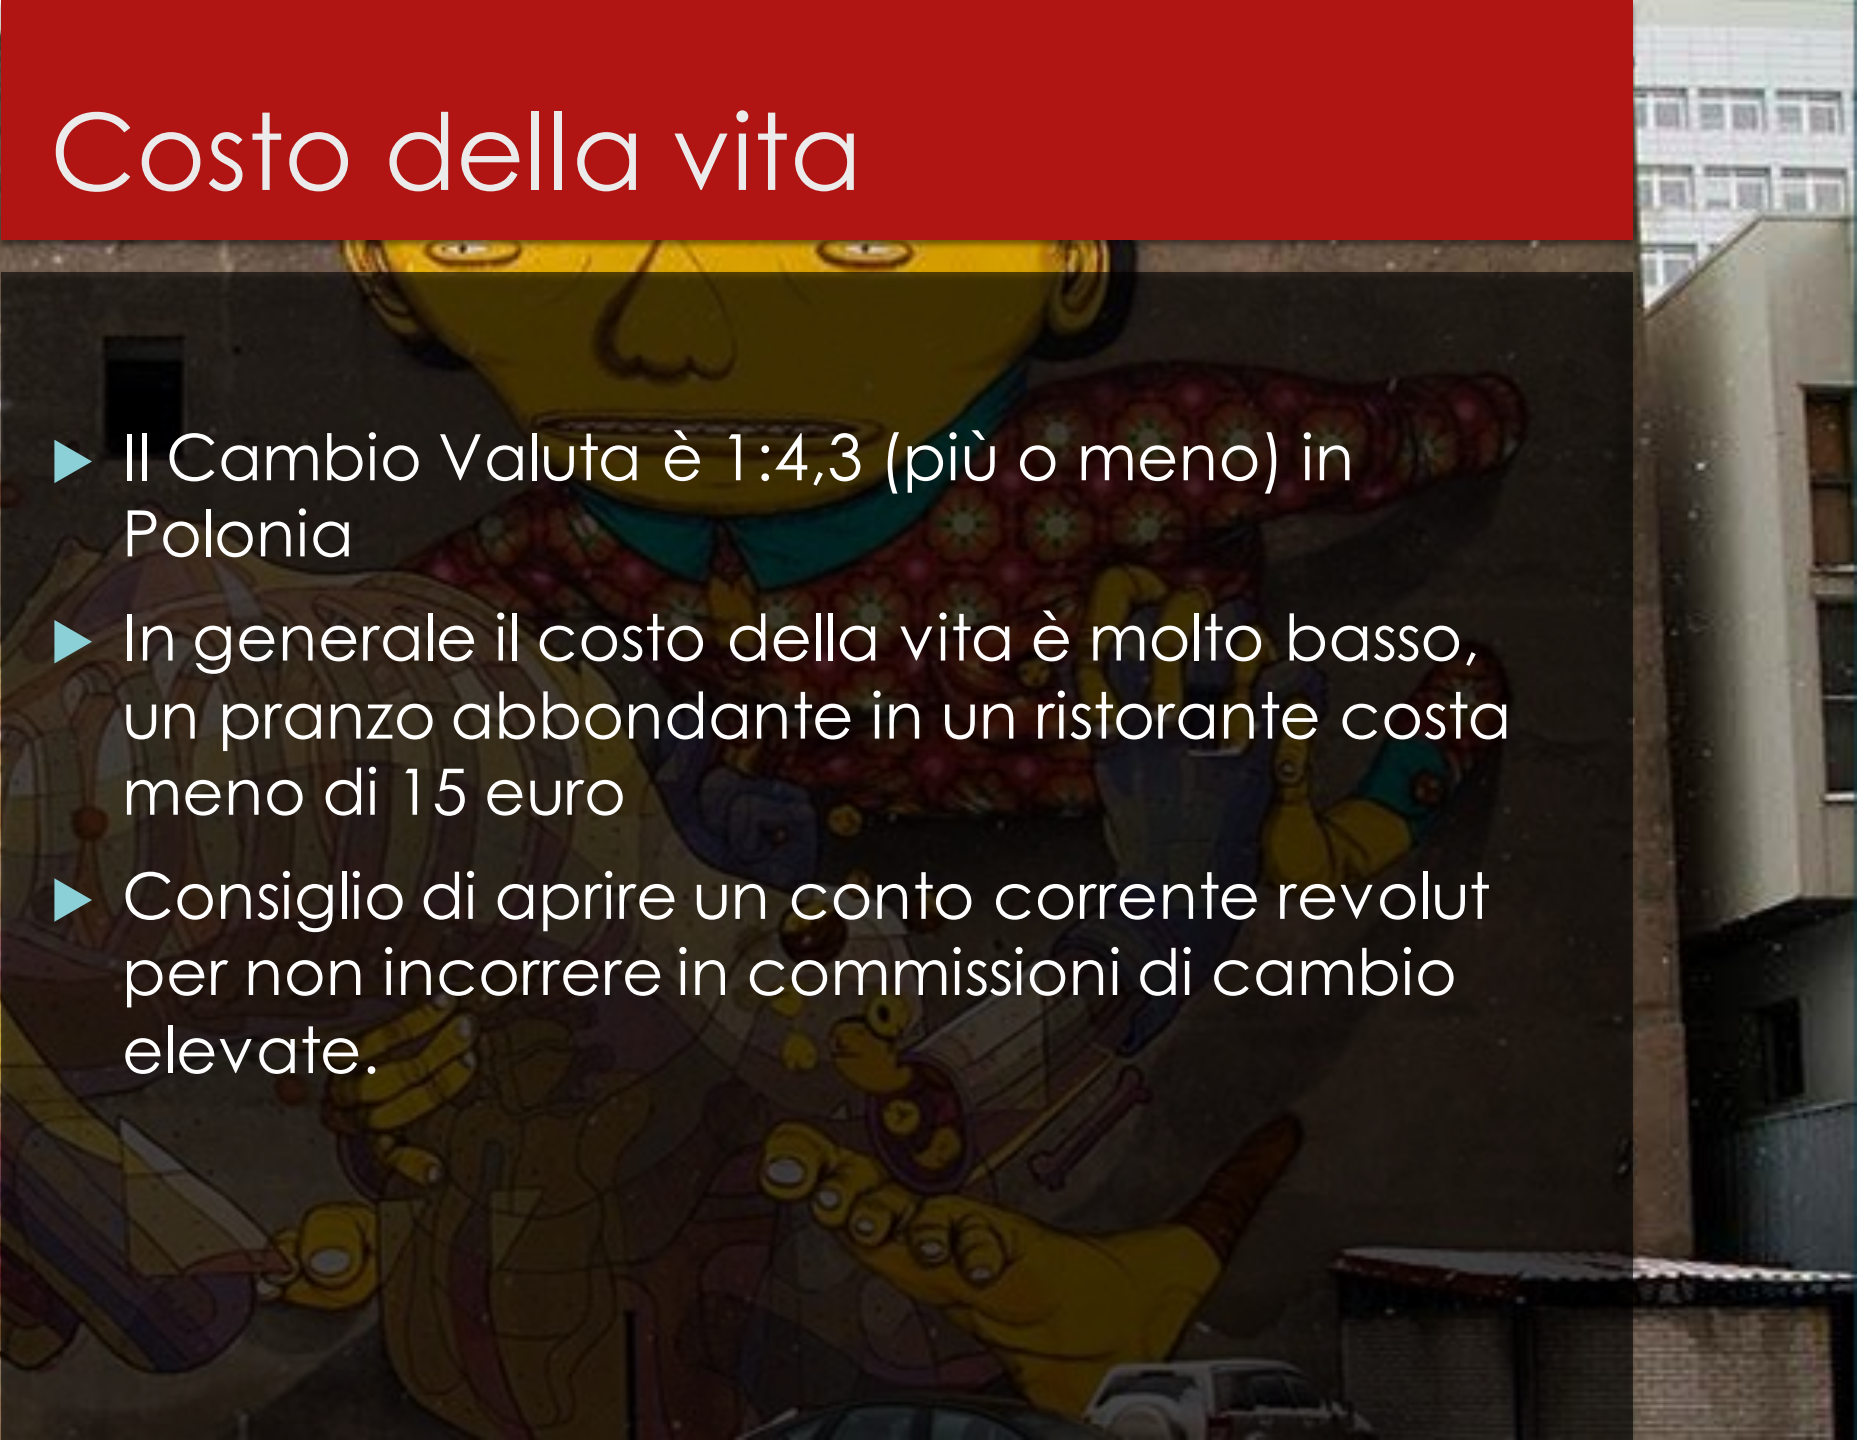 Costo della vita
Il Cambio Valuta è 1:4,3 (più o meno) in
Polonia
In generale il costo della vita è molto basso,
un pranzo abbondante in un ristorante costa
meno di 15 euro
Consiglio di aprire un conto corrente revolut
per non incorrere in commissioni di cambio
elevate.